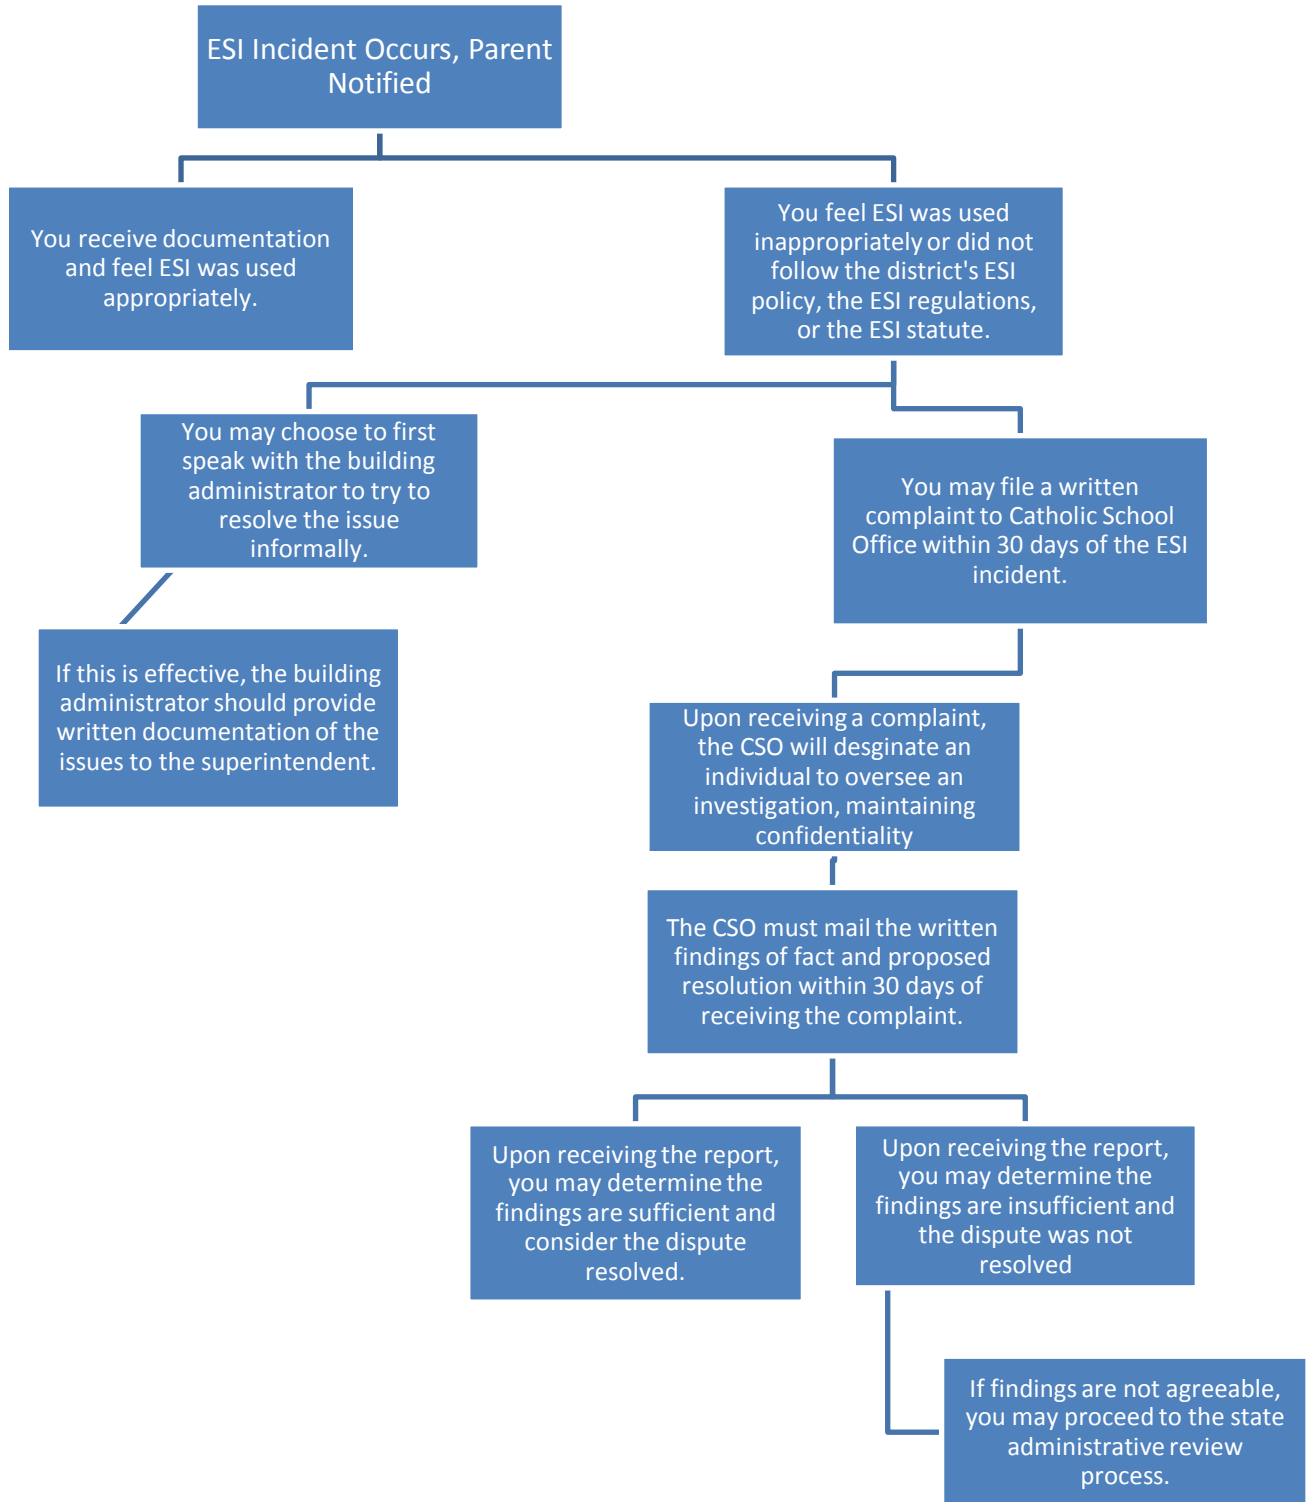 ESI Incident Occurs, Parent
Notified
You receive documentation
and feel ESI was used
appropriately.
You feel ESI was used
inappropriately or did not
follow the district's ESI
policy, the ESI regulations,
or the ESI statute.
You may choose to first
speak with the building
administrator to try to
resolve the issue
informally.
If this is effective, the building
administrator should provide
written documentation of the
issues to the superintendent.
You may file a written
complaint to Catholic School
Office within 30 days of the ESI
incident.
Upon receiving a complaint,
the CSO will desginate an
individual to oversee an
investigation, maintaining
confidentiality
The CSO must mail the written
findings of fact and proposed
resolution within 30 days of
receiving the complaint.
Upon receiving the report,
you may determine the
findings are sufficient and
consider the dispute
resolved.
Upon receiving the report,
you may determine the
findings are insufficient and
the dispute was not
resolved
If findings are not agreeable,
you may proceed to the state
administrative review
process.